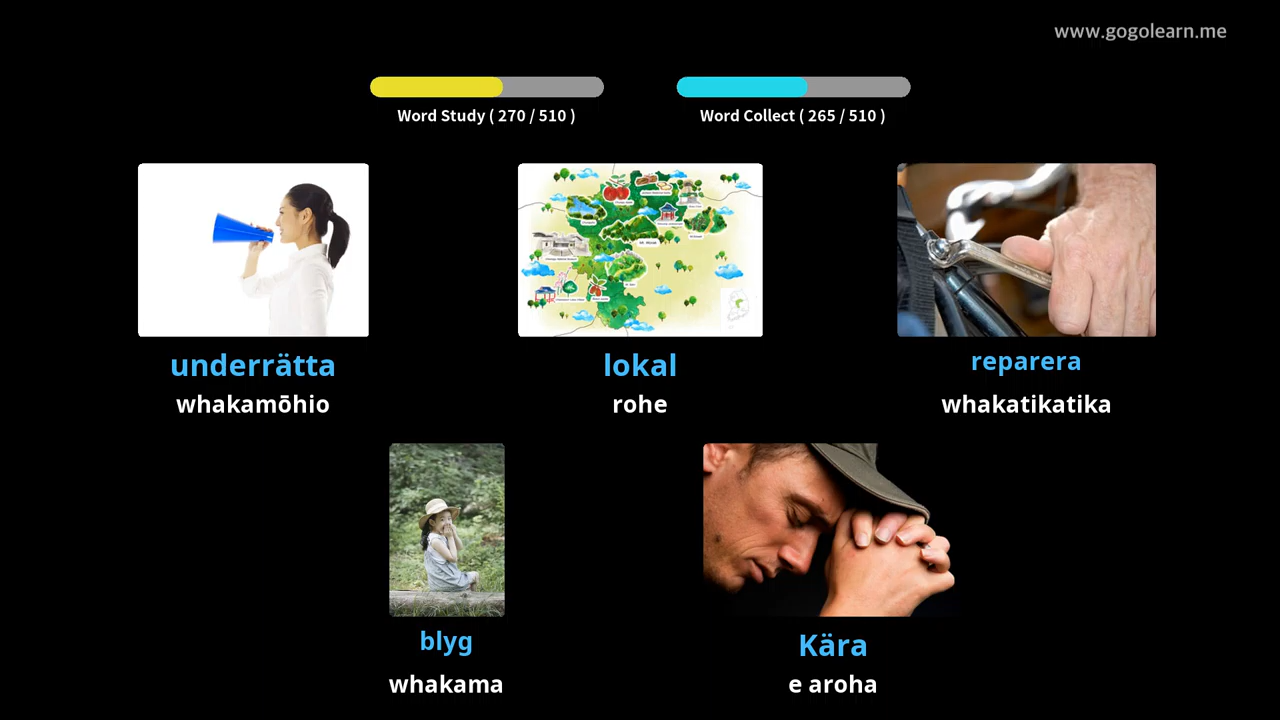 www.gogolearn.me
Word Study ( 270 / 510 )
Word Collect ( 265 / 510 )
underrätta
lokal
reparera
whakamōhio
rohe
whakatikatika
blyg
Kära
whakama
e aroha